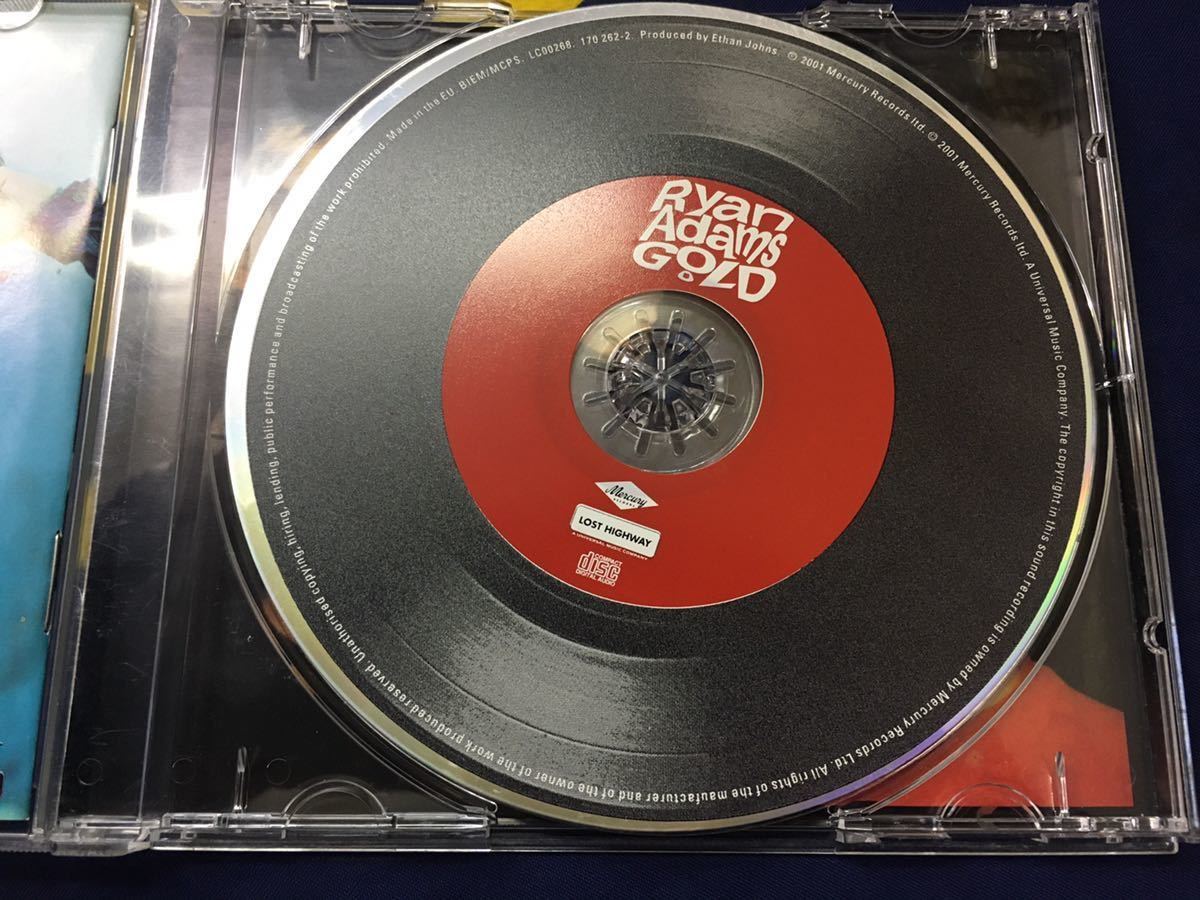 Ryan
Adams
GOLD
Mercury
RECORDS
LOST HIGHWAY
A UNIVERSAL MUSIC COMPANY
COMPACT
disc
DIGITAL AUDIO
Made in the EU. BIEM/MCPS. LC00268. 170 262-2. Produced by Ethan Johns. ℗ 2001 Mercury Records ltd. © 2001 Mercury Records ltd. A Universal Music Company. The copyright in this sound recording is owned by Mercury Records Ltd. All rights of the maufacturer and of the owner of the work produced reserved. Unathorised copying, hiring, lending, public performance and broadcasting of the work prohibited.